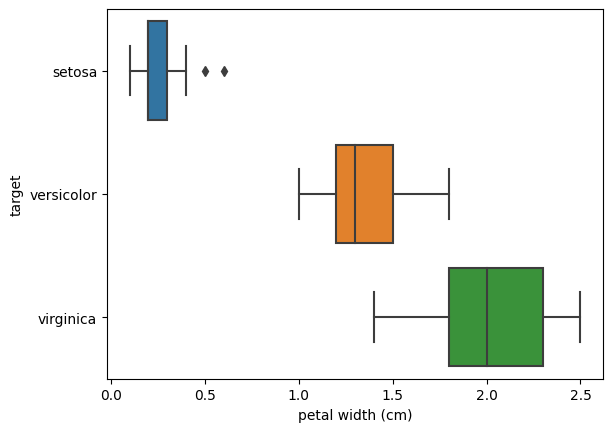 setosa
versicolor
virginica
target
0.0 0.5 1.0 1.5 2.0 2.5
petal width (cm)